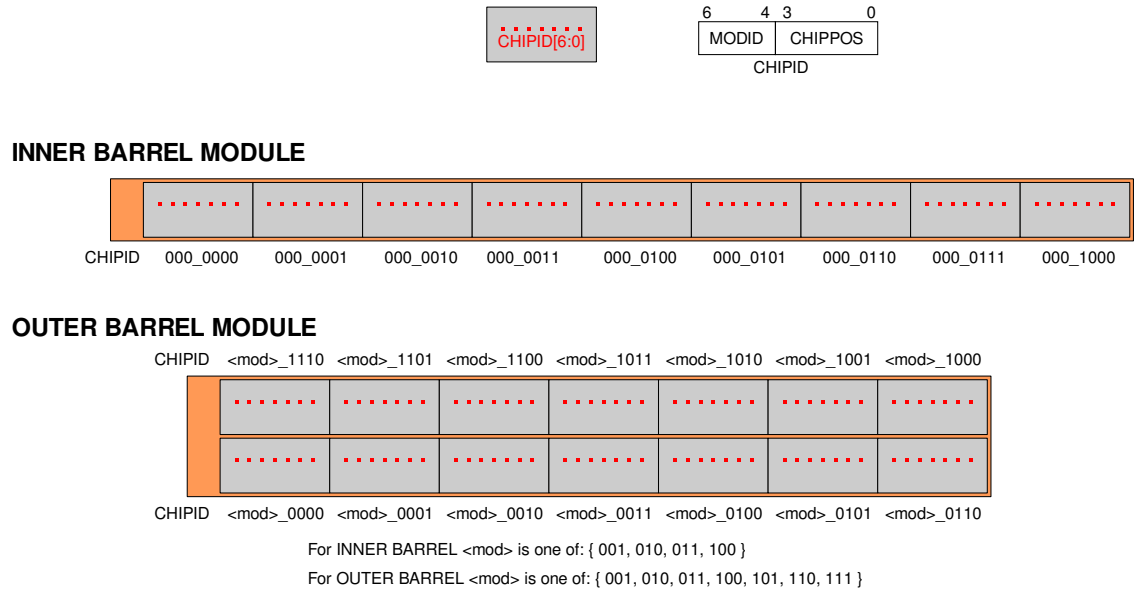 6 4 3 0
CHIPID[6:0] MODID CHIPPOS
CHIPID
INNER BARREL MODULE
CHIPID 000_0000 000_0001 000_0010 000_0011 000_0100 000_0101 000_0110 000_0111 000_1000
OUTER BARREL MODULE
CHIPID <mod>_1110 <mod>_1101 <mod>_1100 <mod>_1011 <mod>_1010 <mod>_1001 <mod>_1000
CHIPID <mod>_0000 <mod>_0001 <mod>_0010 <mod>_0011 <mod>_0100 <mod>_0101 <mod>_0110
For INNER BARREL <mod> is one of: { 001, 010, 011, 100 }
For OUTER BARREL <mod> is one of: { 001, 010, 011, 100, 101, 110, 111 }